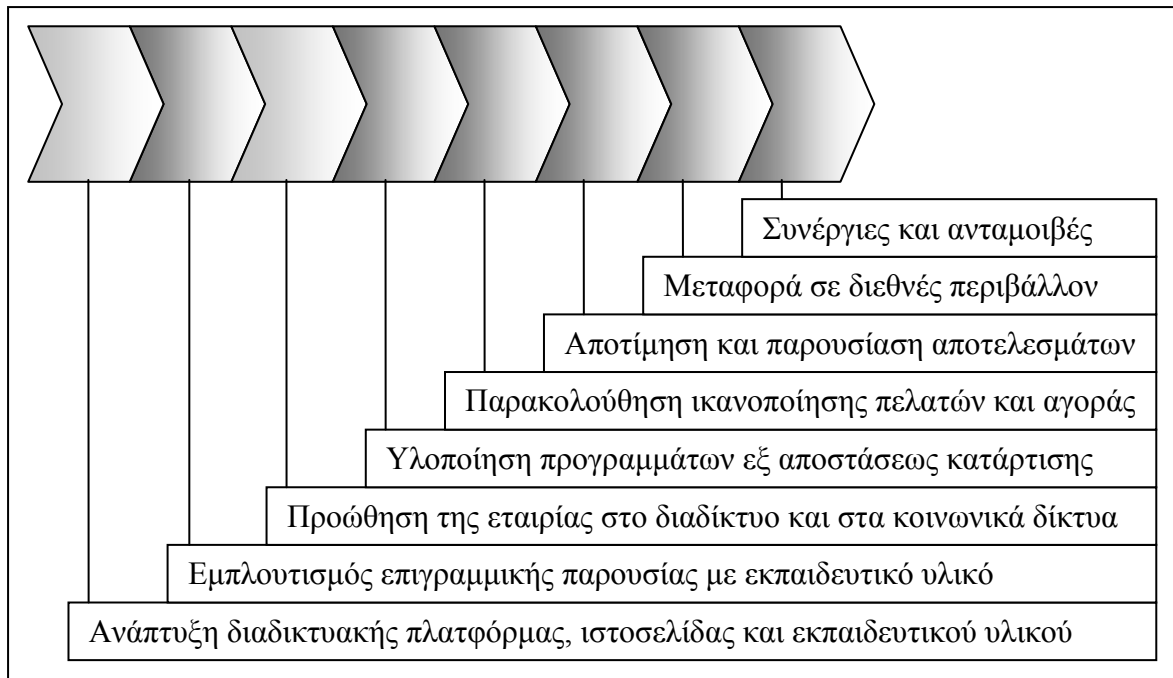 Συνέργιες και ανταμοιβές
Μεταφορά σε διεθνές περιβάλλον
Αποτίμηση και παρουσίαση αποτελεσμάτων
Παρακολούθηση ικανοποίησης πελατών και αγοράς
Υλοποίηση προγραμμάτων εξ αποστάσεως κατάρτισης
Προώθηση της εταιρίας στο διαδίκτυο και στα κοινωνικά δίκτυα
Εμπλουτισμός επιγραμμικής παρουσίας με εκπαιδευτικό υλικό
Ανάπτυξη διαδικτυακής πλατφόρμας, ιστοσελίδας και εκπαιδευτικού υλικού